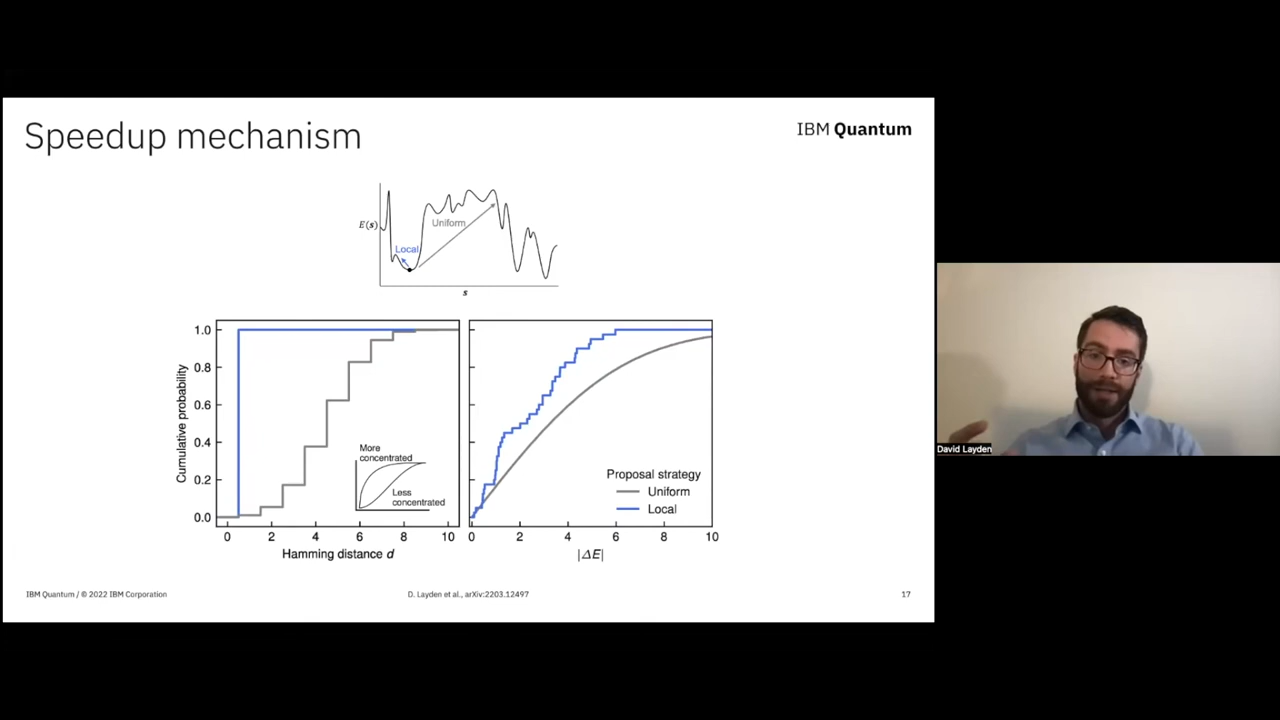 Speedup mechanism
IBM Quantum
E(s)
Uniform
Local
s
Cumulative probability
1.0
0.8
0.6
0.4
0.2
0.0
More
concentrated
Less
concentrated
0 2 4 6 8 10
Hamming distance d
Proposal strategy
Uniform
Local
0 2 4 6 8 10
|ΔE|
David Layden
IBM Quantum / © 2022 IBM Corporation
D. Layden et al., arXiv:2203.12497
17